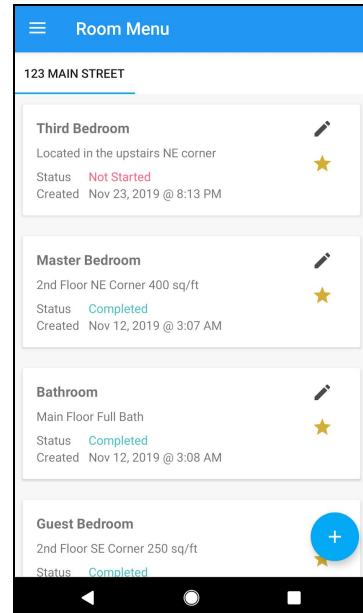 Room Menu
123 MAIN STREET
Third Bedroom
Located in the upstairs NE corner
Status Not Started
Created Nov 23, 2019 @ 8:13 PM
Master Bedroom
2nd Floor NE Corner 400 sq/ft
Status Completed
Created Nov 12, 2019 @ 3:07 AM
Bathroom
Main Floor Full Bath
Status Completed
Created Nov 12, 2019 @ 3:08 AM
Guest Bedroom
2nd Floor SE Corner 250 sq/ft
Status Completed